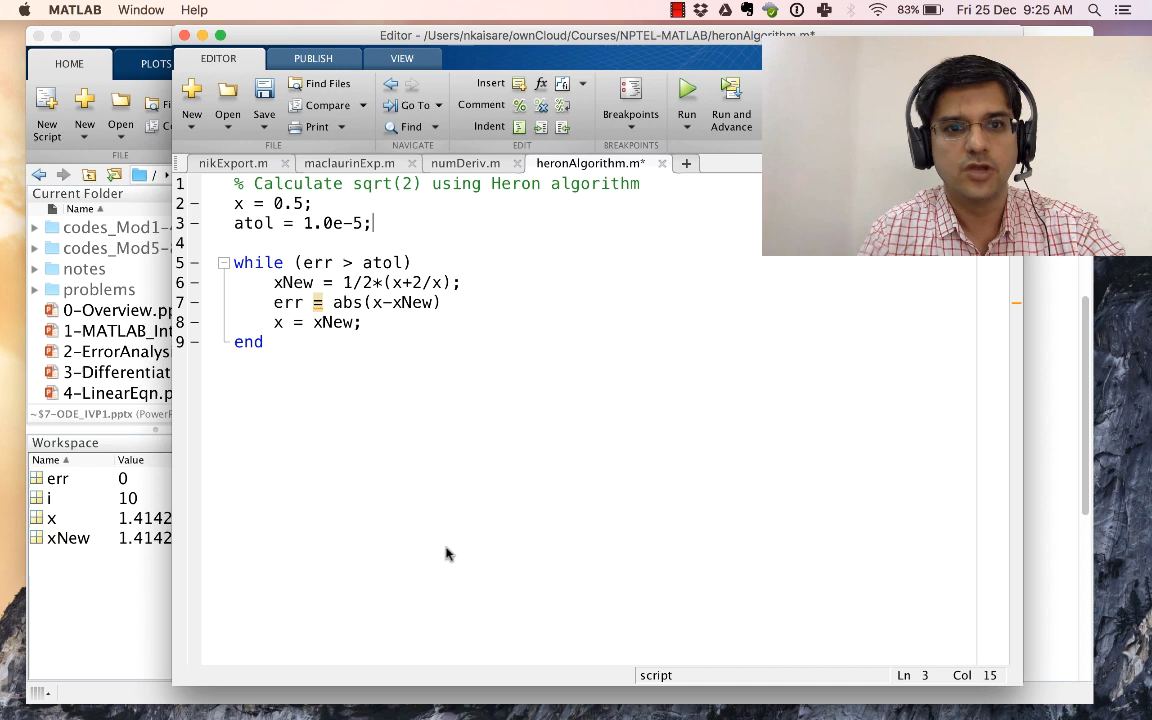 MATLAB Window Help 83% Fri 25 Dec 9:25 AM
Editor - /Users/nkaisare/ownCloud/Courses/NPTEL-MATLAB/heronAlgorithm.m*
HOME PLOTS
EDITOR PUBLISH VIEW
New Script
New
Open
FILE
New
Open
Save
Find Files
Compare
Print
FILE
Go To
Find
NAVIGATE
Insert
Comment
Indent
EDIT
Breakpoints
BREAKPOINTS
Run
Run and Advance
nikExport.m maclaurinExp.m numDeriv.m heronAlgorithm.m*
Current Folder
Name
codes_Mod1-
codes_Mod5-
notes
problems
0-Overview.pp
1-MATLAB_Int
2-ErrorAnalys
3-Differentiat
4-LinearEqn.p
~$7-ODE_IVP1.pptx (PowerP
Workspace
Name Value
err 0
i 10
x 1.4142
xNew 1.4142
1 % Calculate sqrt(2) using Heron algorithm
2 x = 0.5;
3 atol = 1.0e-5;
4
5 while (err > atol)
6 xNew = 1/2*(x+2/x);
7 err = abs(x-xNew)
8 x = xNew;
9 end
script Ln 3 Col 15